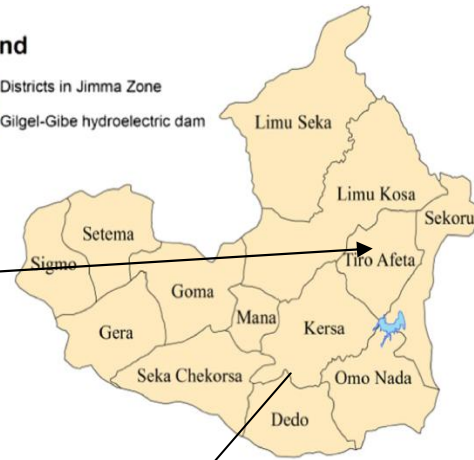 nd
Districts in Jimma Zone
Gilgel-Gibe hydroelectric dam
Limu Seka
Limu Kosa
Sekoru
Setema
Sigmo
Tiro Afeta
Goma
Mana
Kersa
Gera
Seka Chekorsa
Omo Nada
Dedo